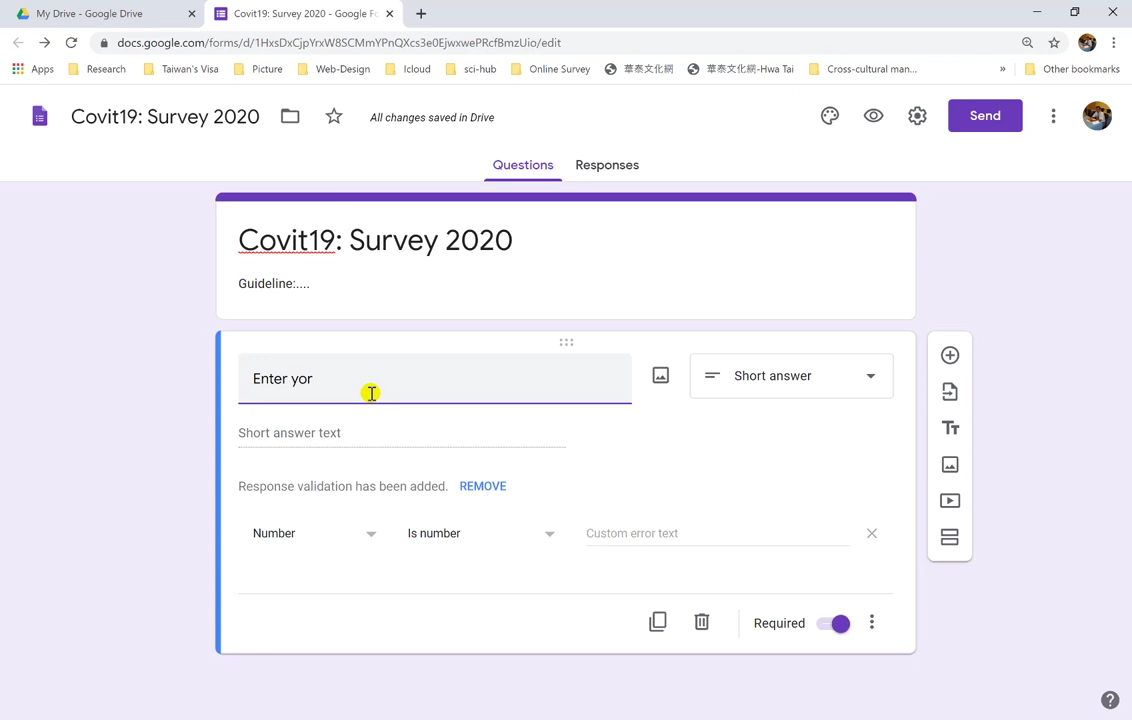 My Drive - Google Drive
Covit19: Survey 2020 - Google Fo
docs.google.com/forms/d/1HxsDxCjpYrxW8SCMmYPnQXcs3e0EjwxwePRcfBmzUio/edit
Apps
Research
Taiwan's Visa
Picture
Web-Design
Icloud
sci-hub
Online Survey
華泰文化網
華泰文化網-Hwa Tai
Cross-cultural man...
»
Other bookmarks
Covit19: Survey 2020
All changes saved in Drive
Send
Questions
Responses
Covit19: Survey 2020
Guideline:....
Enter yor
Short answer
Short answer text
Tт
Response validation has been added. REMOVE
Number
Is number
Custom error text
Required